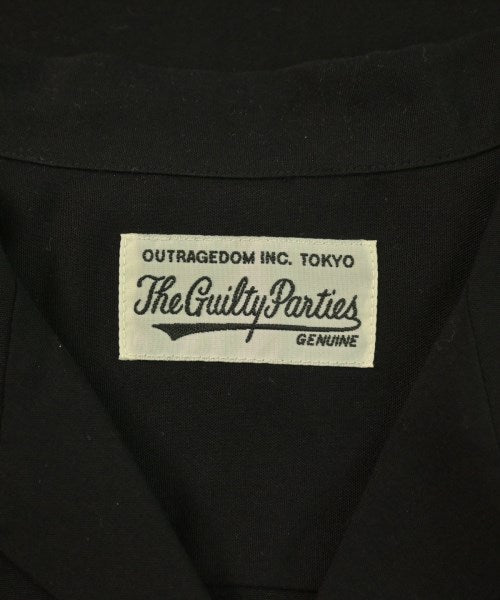 OUTRAGEDOM INC. TOKYO
The Guilty Parties
GENUINE